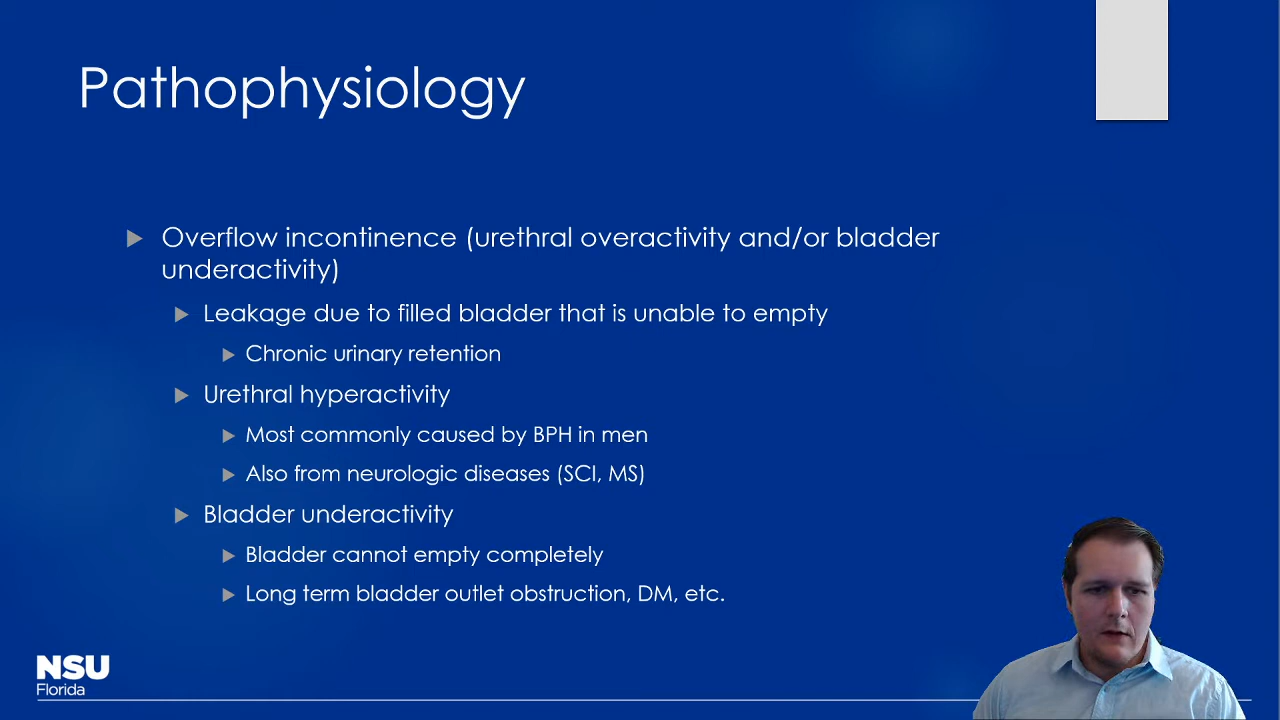 Pathophysiology
Overflow incontinence (urethral overactivity and/or bladder
underactivity)
Leakage due to filled bladder that is unable to empty
Chronic urinary retention
Urethral hyperactivity
Most commonly caused by BPH in men
Also from neurologic diseases (SCI, MS)
Bladder underactivity
Bladder cannot empty completely
Long term bladder outlet obstruction, DM, etc.
NSU
Florida